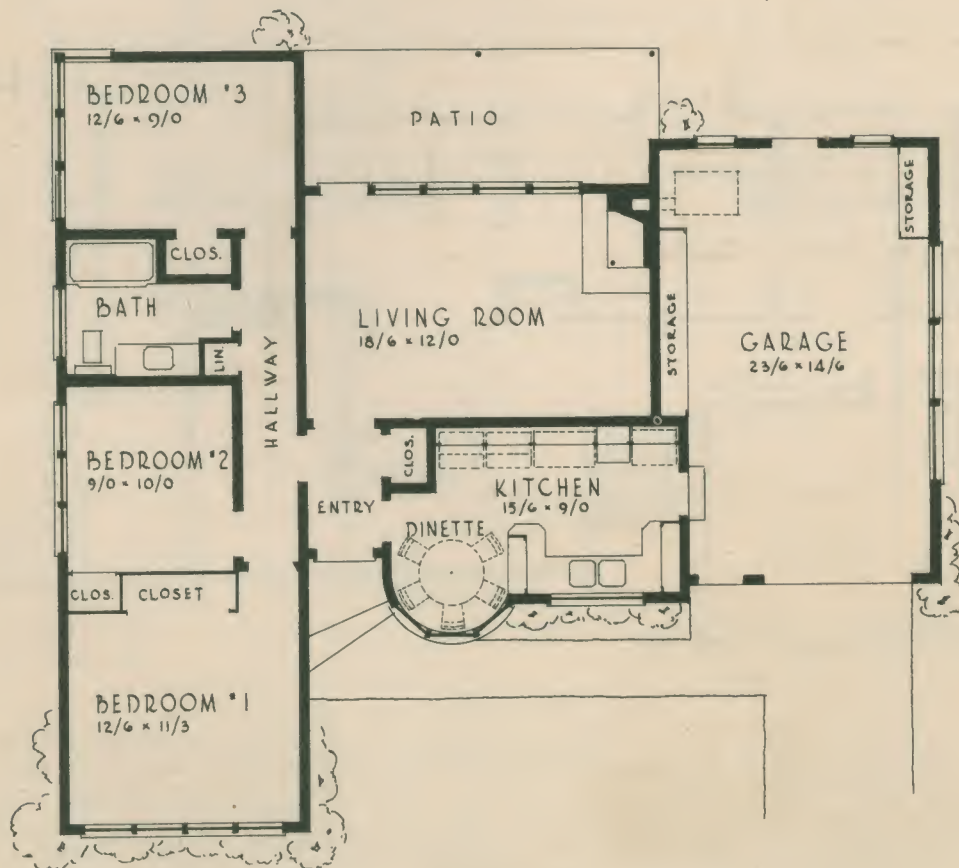 BEDROOM #3
12/6 × 9/0
PATIO
STORAGE
CLOS.
BATH
LIVING ROOM
18/6 × 12/0
STORAGE
GARAGE
23/6 × 14/6
LIN.
HALLWAY
BEDROOM #2
9/0 × 10/0
CLOS.
KITCHEN
15/6 × 9/0
ENTRY
DINETTE
CLOS.
CLOSET
BEDROOM #1
12/6 × 11/3